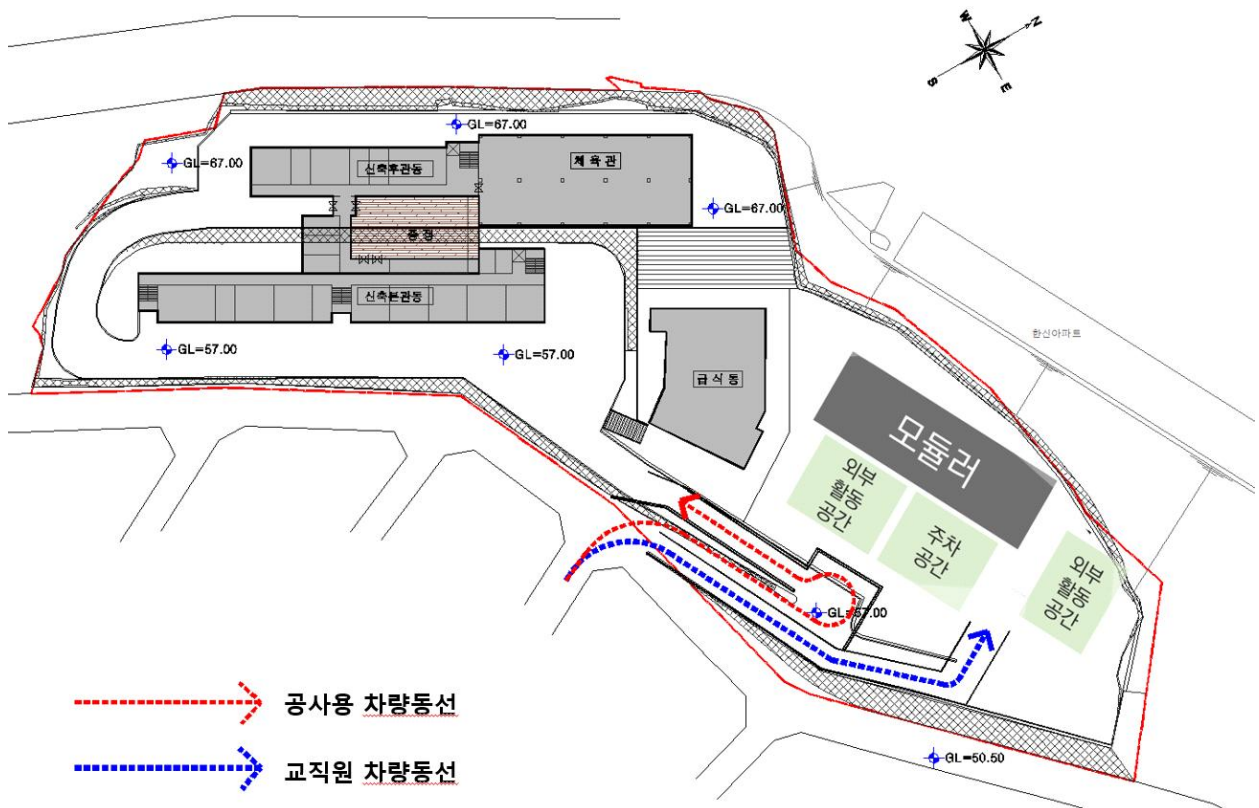 W
N
S
E
GL=67.00
GL=67.00
신축후관동
체육관
GL=67.00
중정
신축본관동
GL=57.00
GL=57.00
한신아파트
급식동
모듈러
외부
활동
공간
주차
공간
외부
활동
공간
GL=57.00
공사용 차량동선
교직원 차량동선
GL=50.50